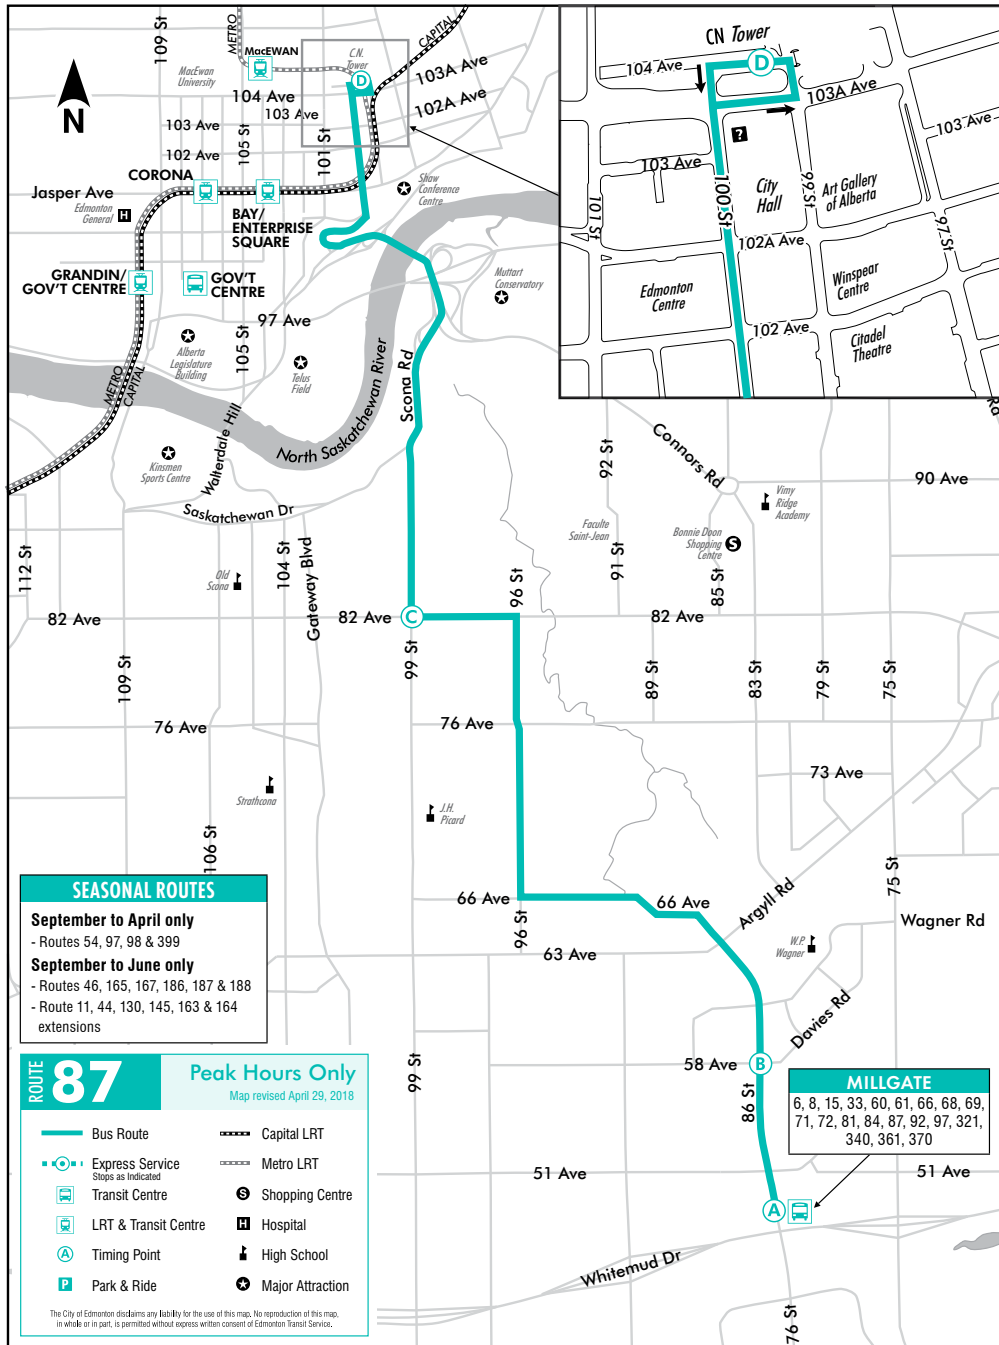 109 St
METRO
MacEWAN
MacEwan
University
C.N.
Tower
CAPITAL
D
103A Ave
102A Ave
104 Ave
103 Ave
103 Ave
102 Ave
105 St
101 St
N
CORONA
Jasper Ave
Edmonton
General
H
BAY/
ENTERPRISE
SQUARE
Shaw
Conference
Centre
GRANDIN/
GOV'T CENTRE
GOV'T
CENTRE
Muttart
Conservatory
97 Ave
105 St
Alberta
Legislature
Building
Telus
Field
METRO
CAPITAL
Scona Rd
North Saskatchewan River
Walterdale Hill
Kinsmen
Sports Centre
Saskatchewan Dr
CN Tower
D
104 Ave
103A Ave
?
103 Ave
103 Ave
101 St
100 St
City
Hall
99 St
Art Gallery
of Alberta
97 St
102A Ave
Edmonton
Centre
Winspear
Centre
102 Ave
Citadel
Theatre
Rd
92 St
Connors Rd
90 Ave
Vimy
Ridge
Academy
Faculte
Saint-Jean
Bonnie Doon
Shopping
Centre
S
91 St
85 St
112 St
Old
Scona
104 St
Gateway Blvd
96 St
82 Ave
82 Ave
C
82 Ave
109 St
99 St
89 St
83 St
79 St
75 St
76 Ave
76 Ave
73 Ave
Strathcona
J.H.
Picard
106 St
75 St
66 Ave
66 Ave
Argyll Rd
96 St
63 Ave
W.P.
Wagner
Wagner Rd
Davies Rd
SEASONAL ROUTES
September to April only
- Routes 54, 97, 98 & 399
September to June only
- Routes 46, 165, 167, 186, 187 & 188
- Route 11, 44, 130, 145, 163 & 164
extensions
99 St
58 Ave
B
86 St
MILLGATE
6, 8, 15, 33, 60, 61, 66, 68, 69,
71, 72, 81, 84, 87, 92, 97, 321,
340, 361, 370
51 Ave
51 Ave
A
Whitemud Dr
76 St
ROUTE
87
Peak Hours Only
Map revised April 29, 2018
Bus Route
Capital LRT
Express Service
Stops as Indicated
Metro LRT
Transit Centre
S Shopping Centre
LRT & Transit Centre
H Hospital
A Timing Point
High School
P Park & Ride
Major Attraction
The City of Edmonton disclaims any liability for the use of this map. No reproduction of this map,
in whole or in part, is permitted without express written consent of Edmonton Transit Service.